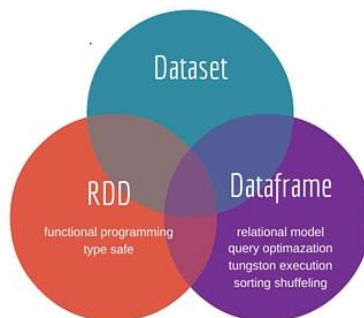 Dataset
RDD
functional programming
type safe
Dataframe
relational model
query optimazation
tungston execution
sorting shuffeling